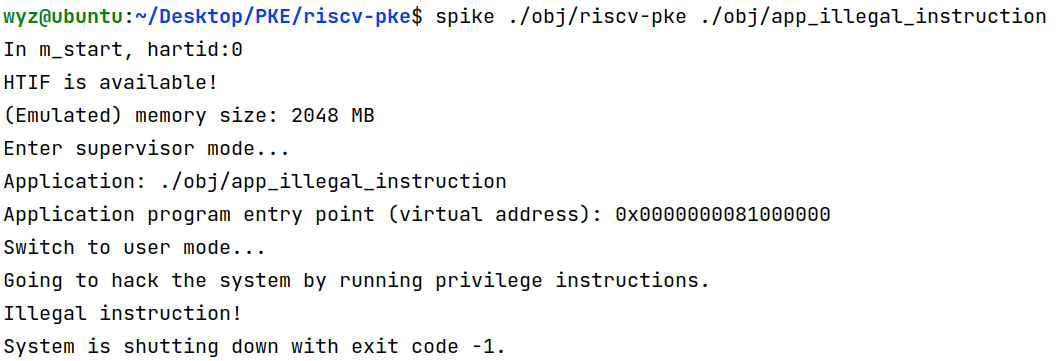 wyz@ubuntu:~/Desktop/PKE/riscv-pke$ spike ./obj/riscv-pke ./obj/app_illegal_instruction
In m_start, hartid:0
HTIF is available!
(Emulated) memory size: 2048 MB
Enter supervisor mode...
Application: ./obj/app_illegal_instruction
Application program entry point (virtual address): 0x0000000081000000
Switch to user mode...
Going to hack the system by running privilege instructions.
Illegal instruction!
System is shutting down with exit code -1.